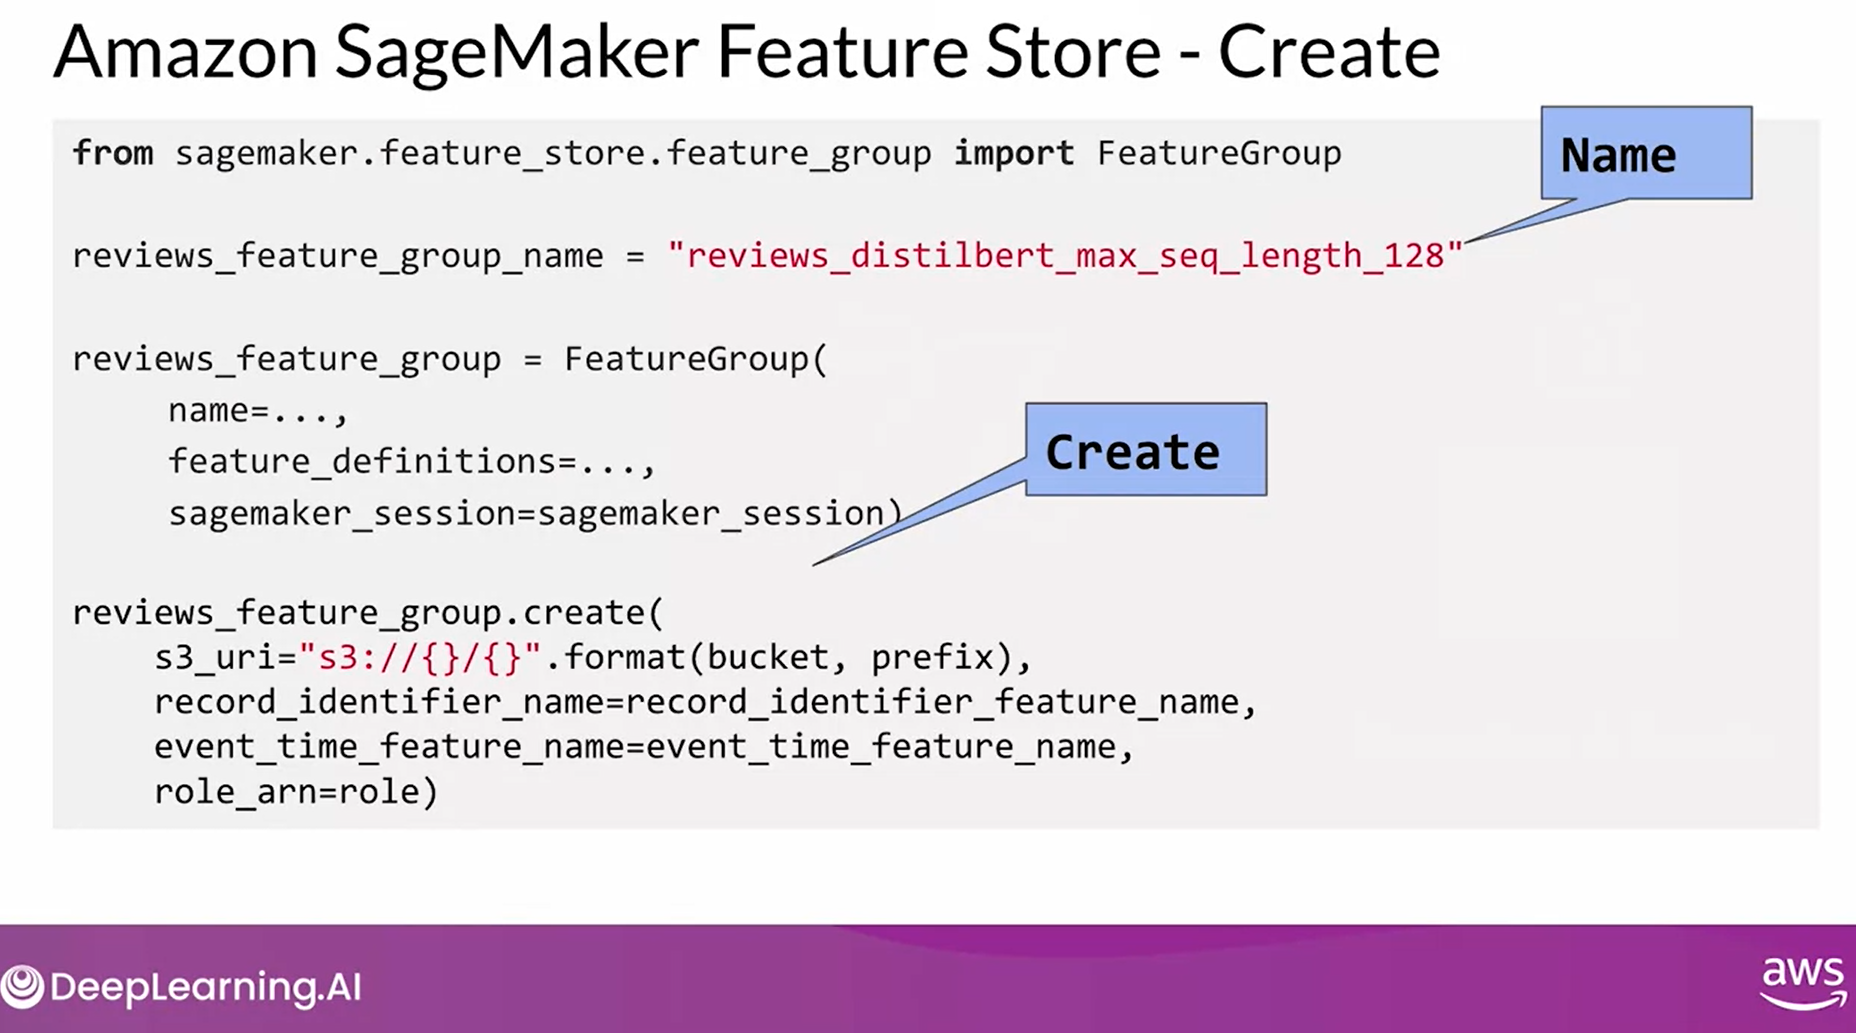 Amazon SageMaker Feature Store - Create
from sagemaker.feature_store.feature_group import FeatureGroup
Name
reviews_feature_group_name = "reviews_distilbert_max_seq_length_128"
reviews_feature_group = FeatureGroup(
name=...,
feature_definitions=...,
Create
sagemaker_session=sagemaker_session)
reviews_feature_group.create(
s3_uri="s3://{}/{}".format(bucket, prefix),
record_identifier_name=record_identifier_feature_name,
event_time_feature_name=event_time_feature_name,
role_arn=role)
DeepLearning.AI
aws